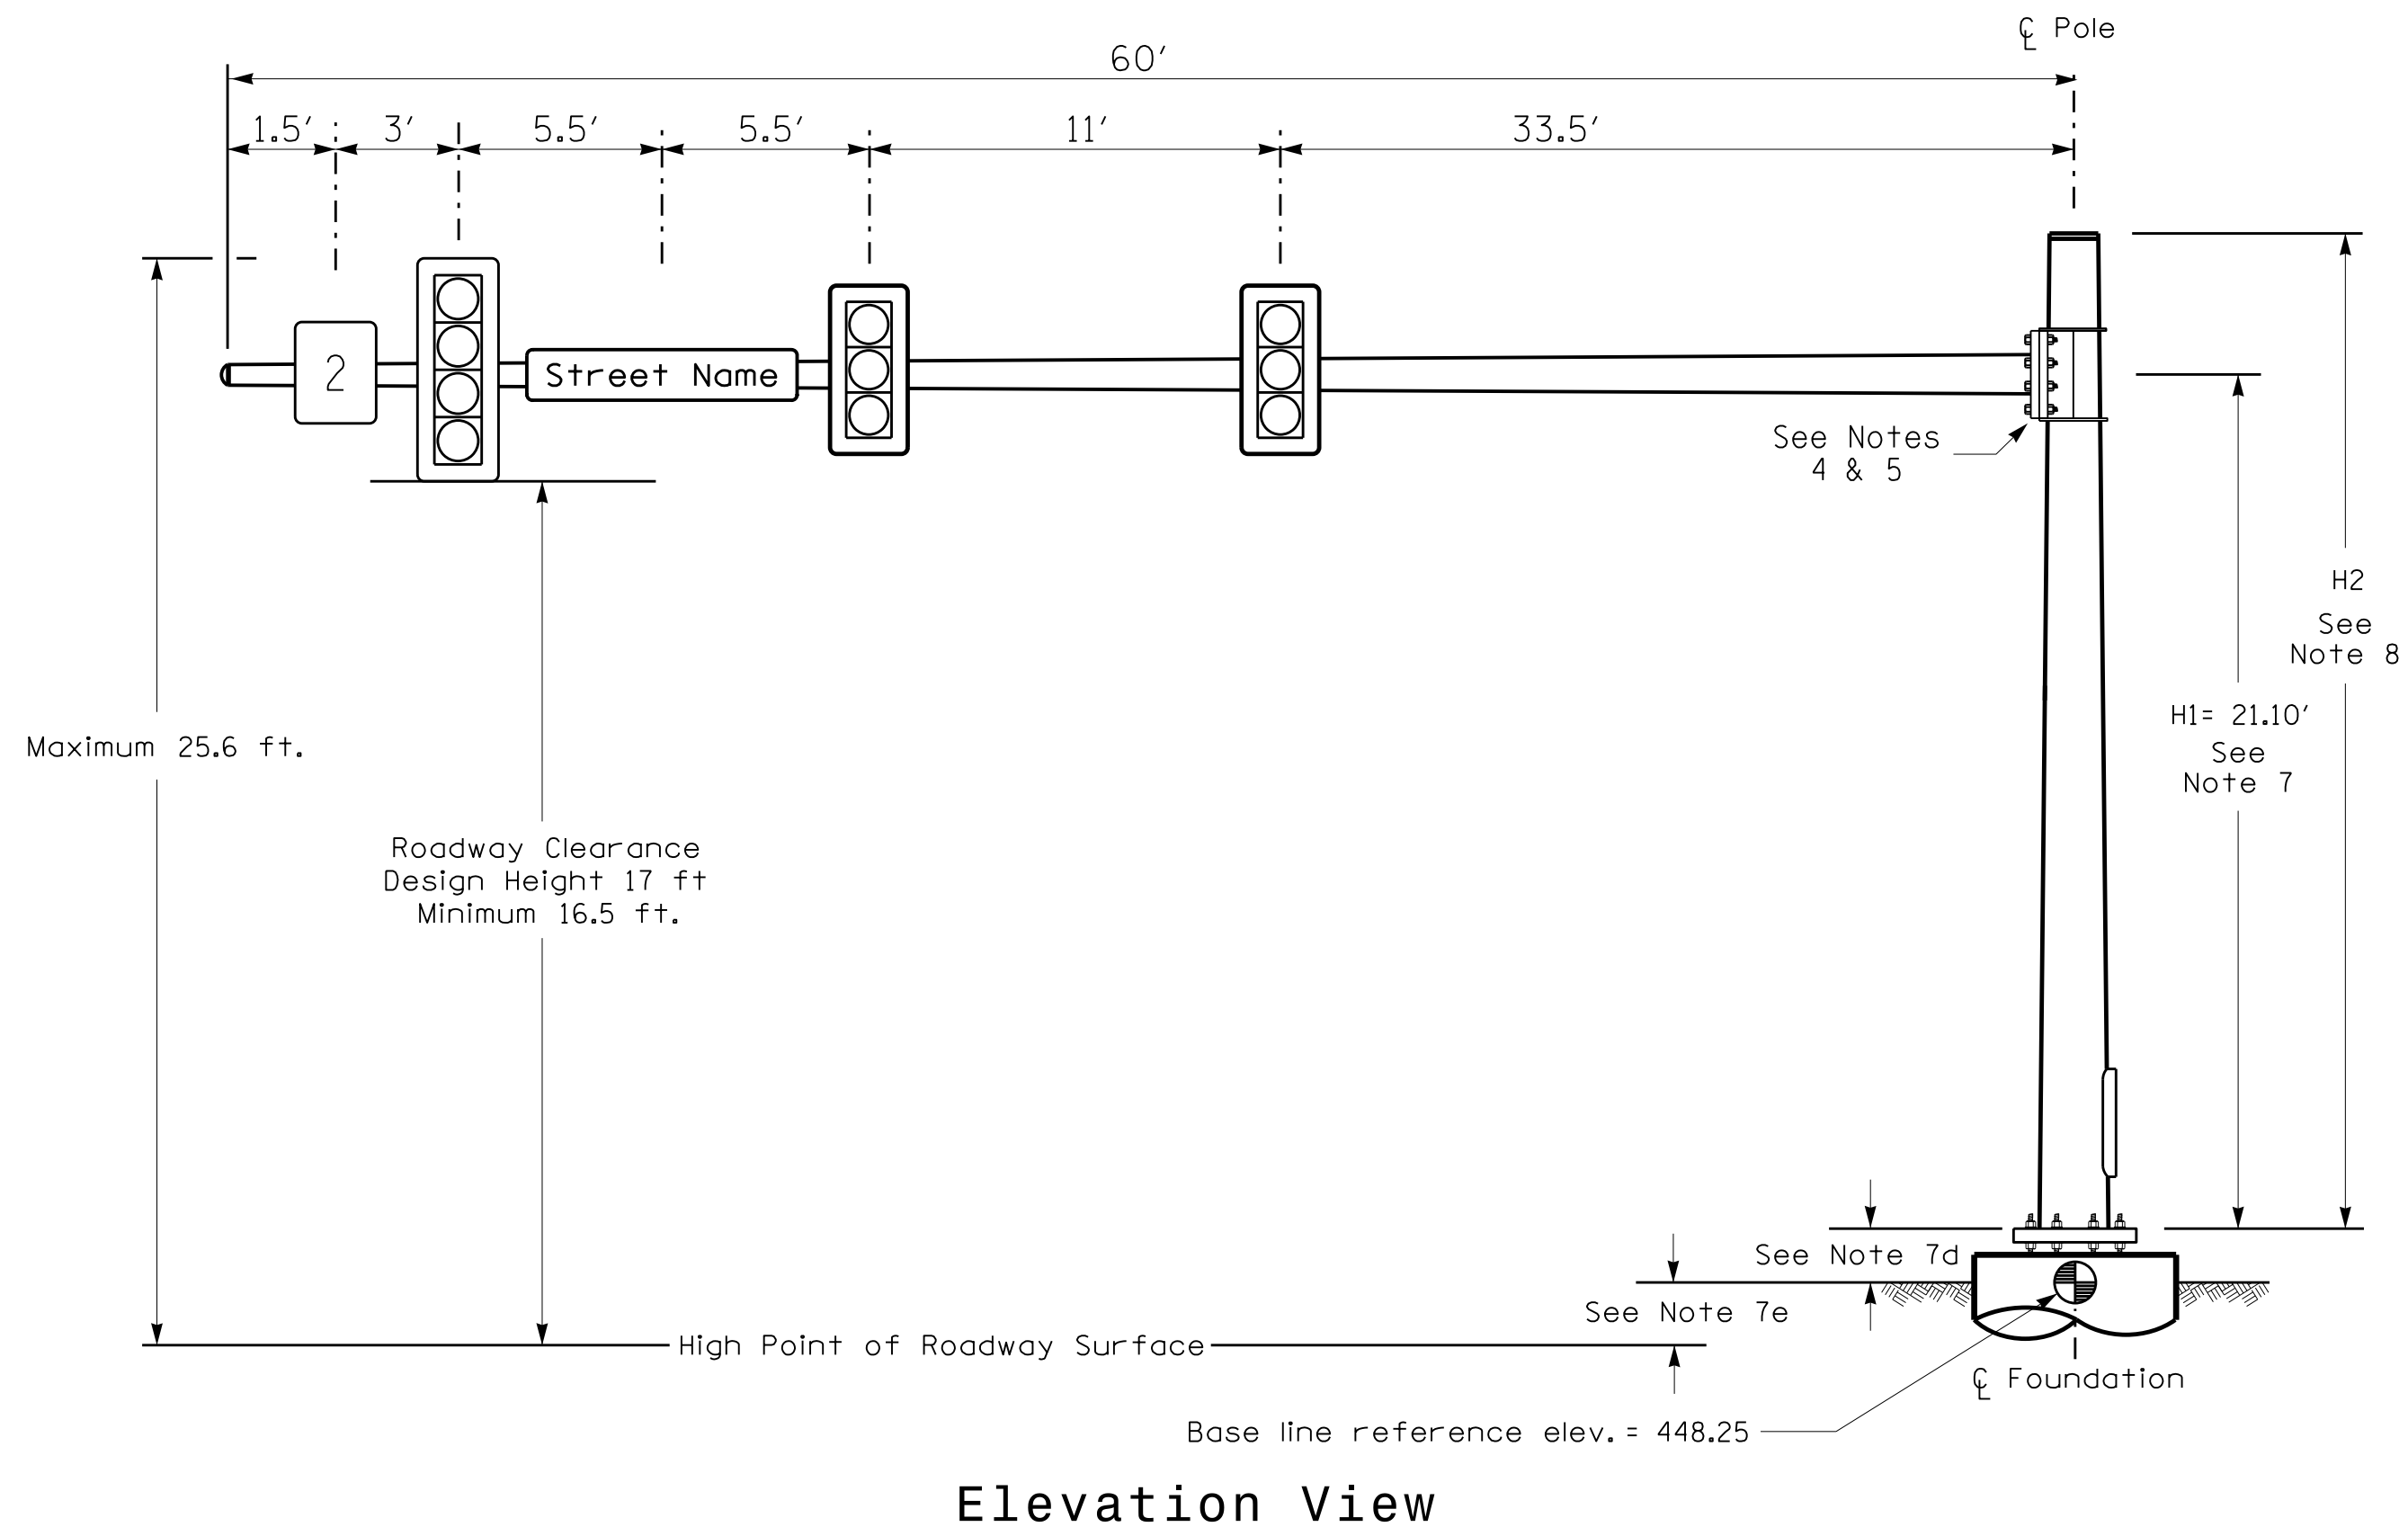 ℄ Pole
60′
1.5′ 3′ 5.5′ 5.5′ 11′ 33.5′
2
Street Name
See Notes
4 & 5
H2
See
Note 8
H1= 21.10′
See
Note 7
Maximum 25.6 ft.
Roadway Clearance
Design Height 17 ft
Minimum 16.5 ft.
See Note 7d
See Note 7e
High Point of Roadway Surface
℄ Foundation
Base line reference elev. = 448.25
Elevation View